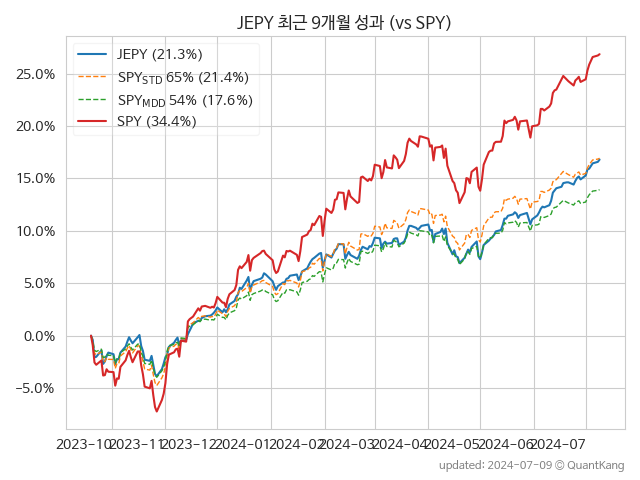 JEPY 최근 9개월 성과 (vs SPY)
JEPY (21.3%)
SPY_STD 65% (21.4%)
SPY_MDD 54% (17.6%)
SPY (34.4%)
25.0%
20.0%
15.0%
10.0%
5.0%
0.0%
−5.0%
2023-10 2023-11 2023-12 2024-01 2024-02 2024-03 2024-04 2024-05 2024-06 2024-07
updated: 2024-07-09 © QuantKang